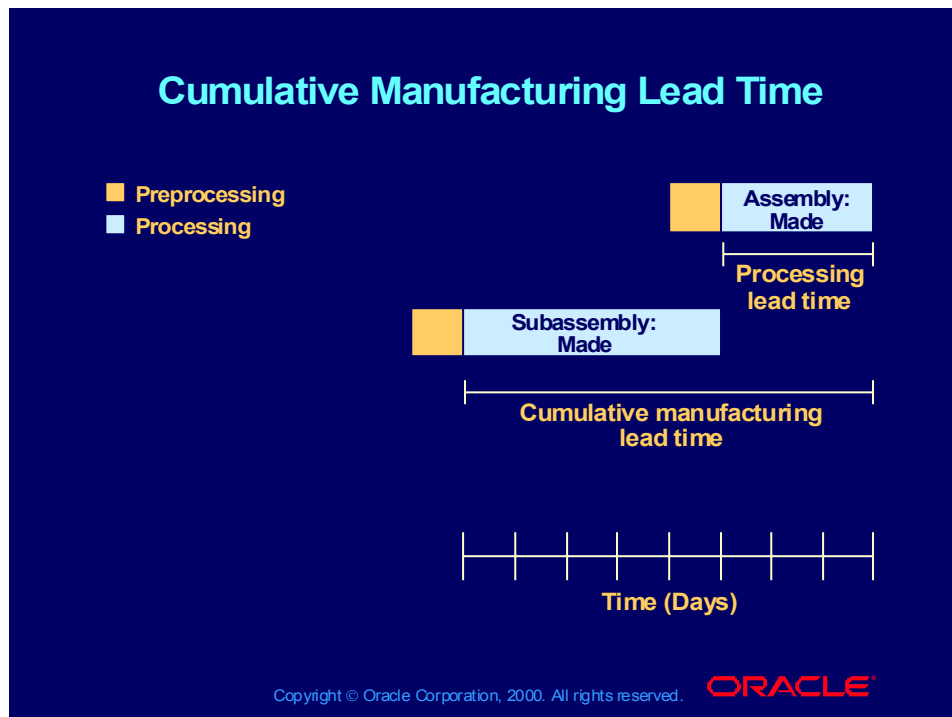 Cumulative Manufacturing Lead Time
Preprocessing
Processing
Assembly:
Made
Processing
lead time
Subassembly:
Made
Cumulative manufacturing
lead time
Time (Days)
Copyright © Oracle Corporation, 2000. All rights reserved.
ORACLE®